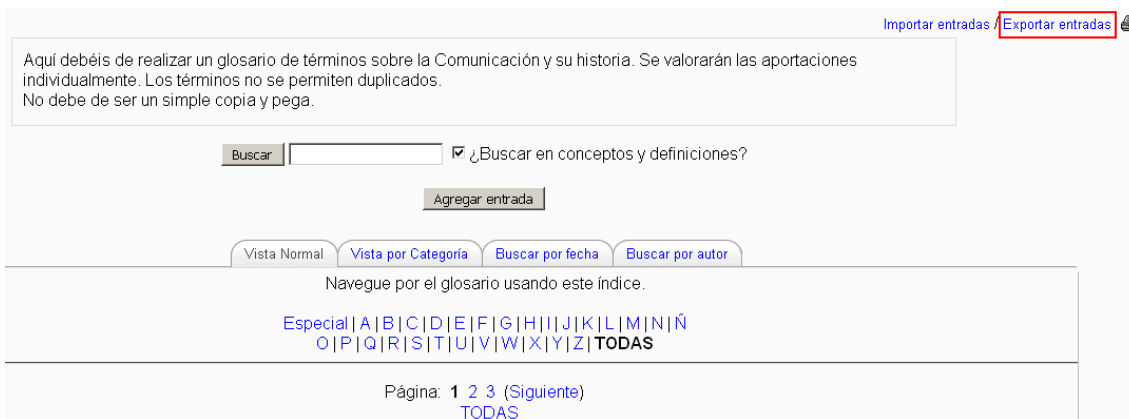 Importar entradas / Exportar entradas
Aquí debéis de realizar un glosario de términos sobre la Comunicación y su historia. Se valorarán las aportaciones
individualmente. Los términos no se permiten duplicados.
No debe de ser un simple copia y pega.
Buscar ¿Buscar en conceptos y definiciones?
Agregar entrada
Vista Normal Vista por Categoría Buscar por fecha Buscar por autor
Navegue por el glosario usando este índice.
Especial | A | B | C | D | E | F | G | H | I | J | K | L | M | N | Ñ
O | P | Q | R | S | T | U | V | W | X | Y | Z | TODAS
Página: 1 2 3 (Siguiente)
TODAS